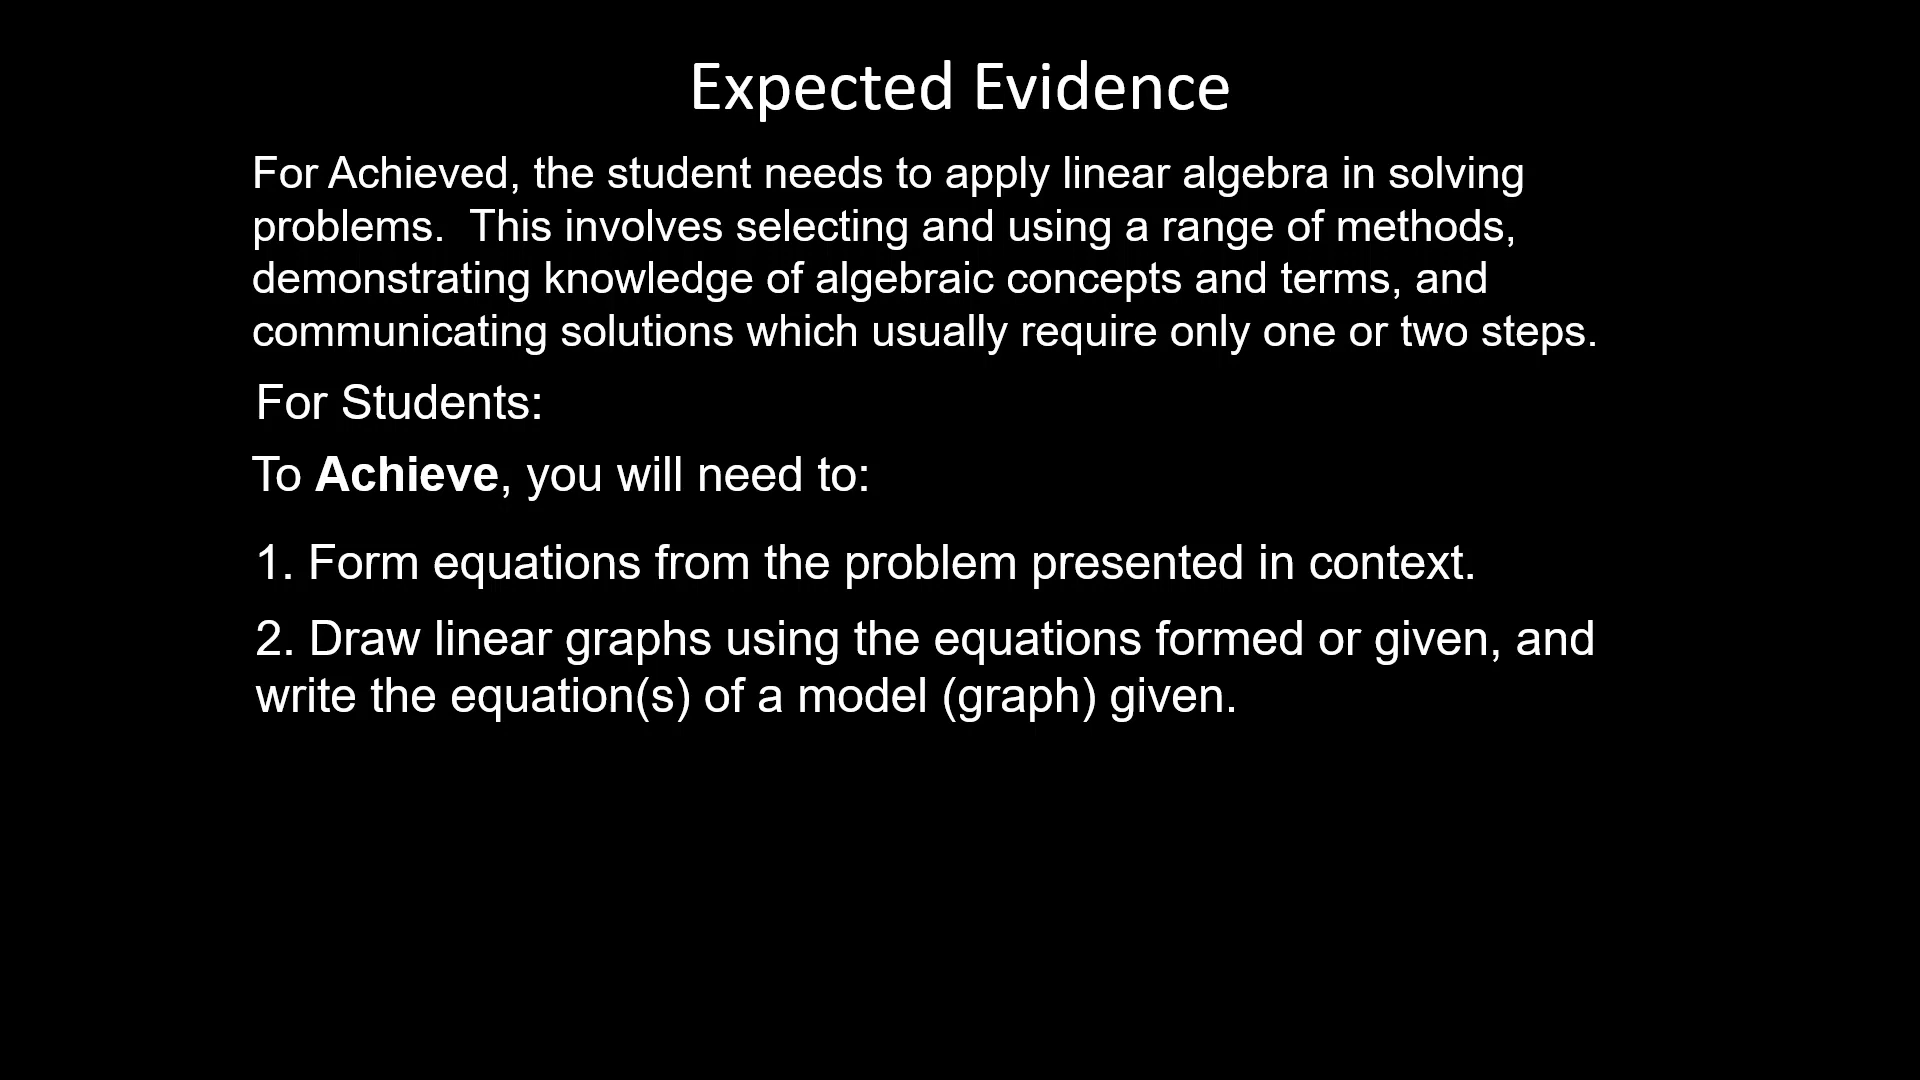 Expected Evidence
For Achieved, the student needs to apply linear algebra in solving
problems.  This involves selecting and using a range of methods,
demonstrating knowledge of algebraic concepts and terms, and
communicating solutions which usually require only one or two steps.
For Students:
To Achieve, you will need to:
1. Form equations from the problem presented in context.
2. Draw linear graphs using the equations formed or given, and
write the equation(s) of a model (graph) given.